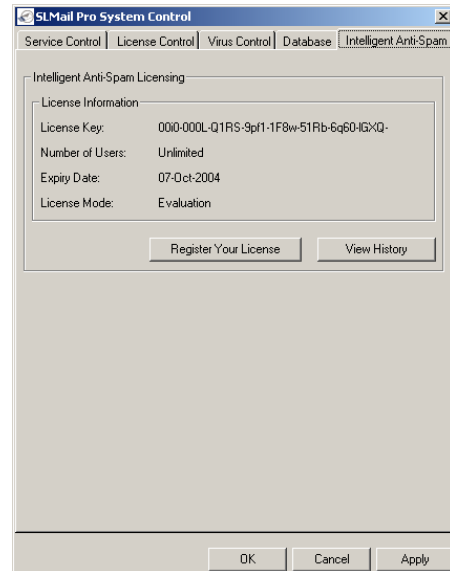 SLMail Pro System Control
Service Control License Control Virus Control Database Intelligent Anti-Spam
Intelligent Anti-Spam Licensing
License Information
License Key: 00i0-000L-Q1RS-9pf1-1F8w-51Rb-6q60-IGXQ-
Number of Users: Unlimited
Expiry Date: 07-Oct-2004
License Mode: Evaluation
Register Your License View History
OK Cancel Apply